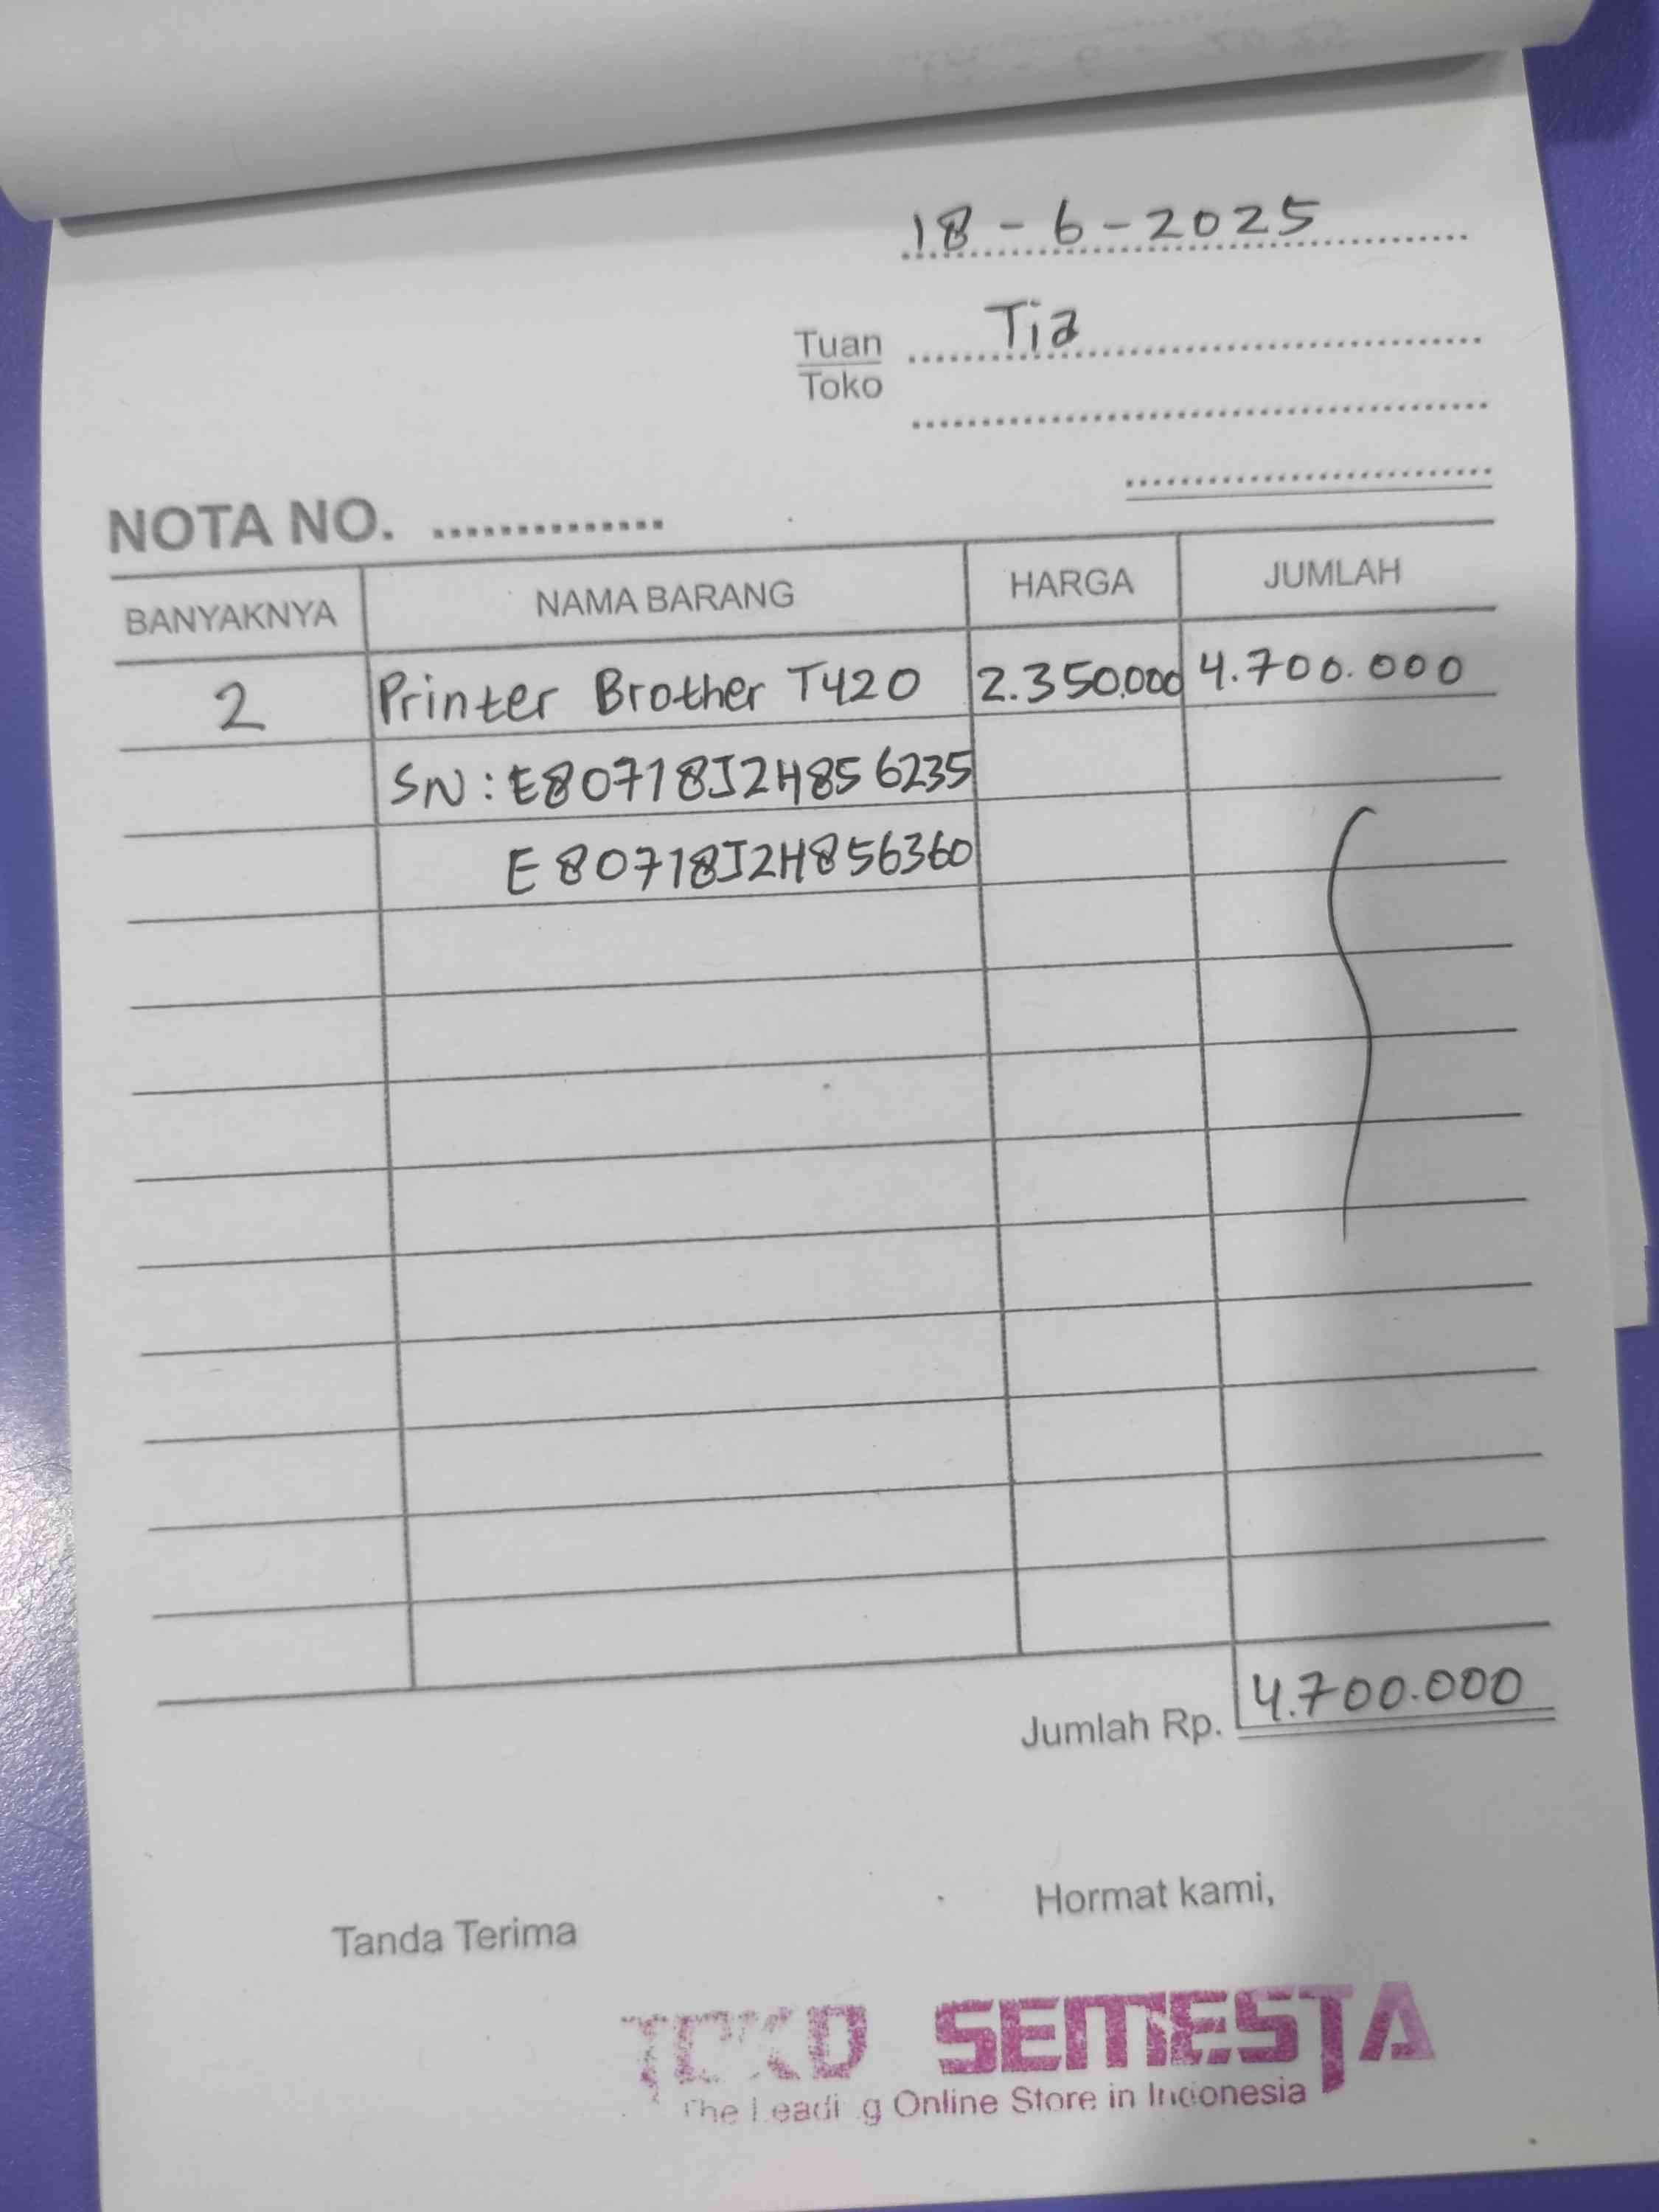 18-6-2025
Tuan Tia
Toko
NOTA NO. ..............
BANYAKNYA NAMA BARANG HARGA JUMLAH
2 Printer Brother T420 2.350.000 4.700.000
SN : E80718J2H856235
E80718J2H856360
Jumlah Rp. 4.700.000
Tanda Terima Hormat kami,
TOKO SEMESTA
The Leading Online Store in Indonesia